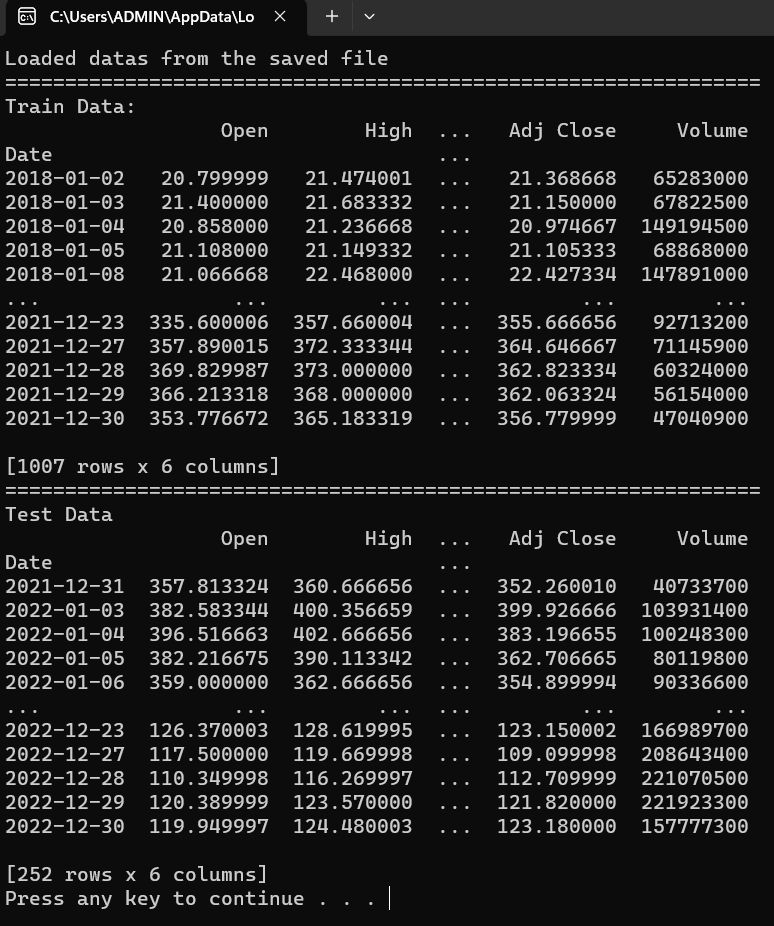 C:\Users\ADMIN\AppData\Lo
Loaded datas from the saved file
===============================================================
Train Data:
Open High ... Adj Close Volume
Date ...
2018-01-02 20.799999 21.474001 ... 21.368668 65283000
2018-01-03 21.400000 21.683332 ... 21.150000 67822500
2018-01-04 20.858000 21.236668 ... 20.974667 149194500
2018-01-05 21.108000 21.149332 ... 21.105333 68868000
2018-01-08 21.066668 22.468000 ... 22.427334 147891000
... ... ... ... ... ...
2021-12-23 335.600006 357.660004 ... 355.666656 92713200
2021-12-27 357.890015 372.333344 ... 364.646667 71145900
2021-12-28 369.829987 373.000000 ... 362.823334 60324000
2021-12-29 366.213318 368.000000 ... 362.063324 56154000
2021-12-30 353.776672 365.183319 ... 356.779999 47040900
[1007 rows x 6 columns]
===============================================================
Test Data
Open High ... Adj Close Volume
Date ...
2021-12-31 357.813324 360.666656 ... 352.260010 40733700
2022-01-03 382.583344 400.356659 ... 399.926666 103931400
2022-01-04 396.516663 402.666656 ... 383.196655 100248300
2022-01-05 382.216675 390.113342 ... 362.706665 80119800
2022-01-06 359.000000 362.666656 ... 354.899994 90336600
... ... ... ... ... ...
2022-12-23 126.370003 128.619995 ... 123.150002 166989700
2022-12-27 117.500000 119.669998 ... 109.099998 208643400
2022-12-28 110.349998 116.269997 ... 112.709999 221070500
2022-12-29 120.389999 123.570000 ... 121.820000 221923300
2022-12-30 119.949997 124.480003 ... 123.180000 157777300
[252 rows x 6 columns]
Press any key to continue . . .